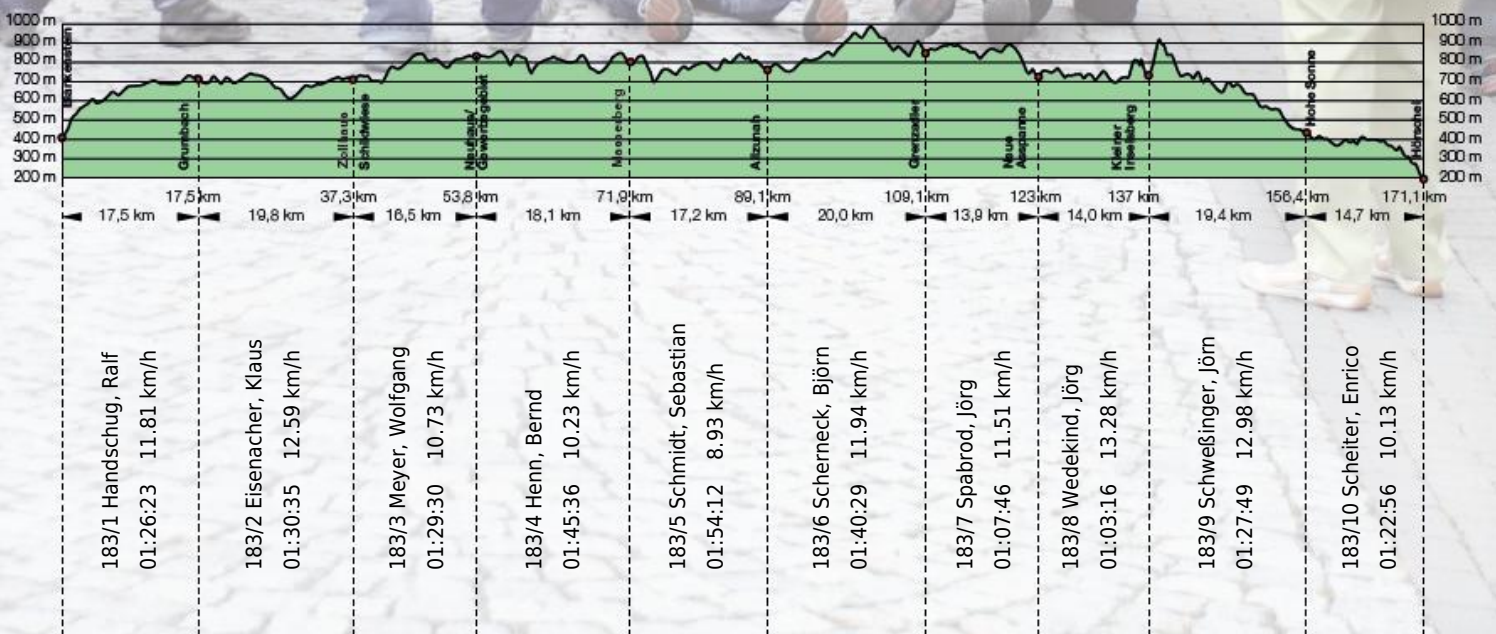 1000 m
900 m
800 m
700 m
600 m
500 m
400 m
300 m
200 m
1000 m
900 m
800 m
700 m
600 m
500 m
400 m
300 m
200 m
Blankenstein
Grumbach
Zollhaus
Schildwiese
Neuhaus/
Gewerbegebiet
Masserberg
Allzunah
Grenzadler
Neue
Ausspanne
Kleiner
Inselsberg
Hohe Sonne
Hörschel
17,5 km 37,3 km 53,8 km 71,9 km 89,1 km 109,1 km 123 km 137 km 156,4 km 171,1 km
17,5 km 19,8 km 16,5 km 18,1 km 17,2 km 20,0 km 13,9 km 14,0 km 19,4 km 14,7 km
183/1 Handschug, Ralf
01:26:23 11.81 km/h
183/2 Eisenacher, Klaus
01:30:35 12.59 km/h
183/3 Meyer, Wolfgang
01:29:30 10.73 km/h
183/4 Henn, Bernd
01:45:36 10.23 km/h
183/5 Schmidt, Sebastian
01:54:12 8.93 km/h
183/6 Scherneck, Björn
01:40:29 11.94 km/h
183/7 Spabrod, Jörg
01:07:46 11.51 km/h
183/8 Wedekind, Jörg
01:03:16 13.28 km/h
183/9 Schweßinger, Jörn
01:27:49 12.98 km/h
183/10 Scheiter, Enrico
01:22:56 10.13 km/h